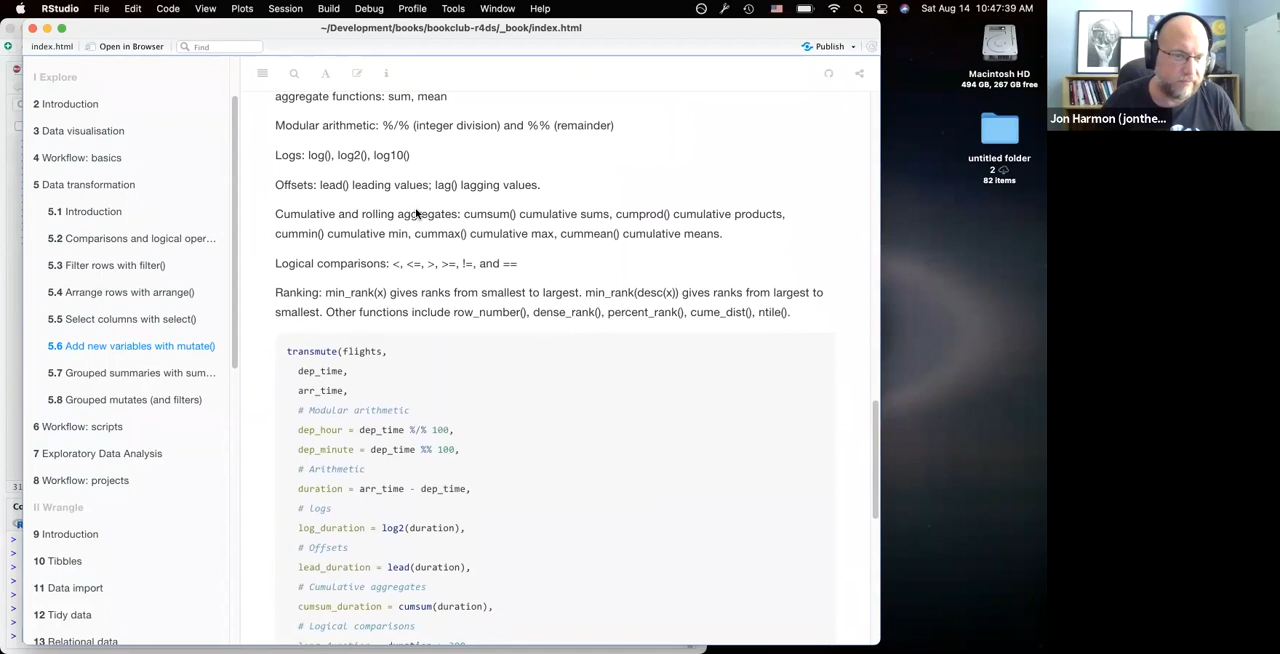 RStudio File Edit Code View Plots Session Build Debug Profile Tools Window Help Sat Aug 14 10:47:39 AM
~/Development/books/bookclub-r4ds/_book/index.html
index.html Open in Browser Find Publish
I Explore
2 Introduction
3 Data visualisation
4 Workflow: basics
5 Data transformation
5.1 Introduction
5.2 Comparisons and logical oper...
5.3 Filter rows with filter()
5.4 Arrange rows with arrange()
5.5 Select columns with select()
5.6 Add new variables with mutate()
5.7 Grouped summaries with sum...
5.8 Grouped mutates (and filters)
6 Workflow: scripts
7 Exploratory Data Analysis
8 Workflow: projects
II Wrangle
9 Introduction
10 Tibbles
11 Data import
12 Tidy data
13 Relational data
aggregate functions: sum, mean
Modular arithmetic: %/% (integer division) and %% (remainder)
Logs: log(), log2(), log10()
Offsets: lead() leading values; lag() lagging values.
Cumulative and rolling aggregates: cumsum() cumulative sums, cumprod() cumulative products,
cummin() cumulative min, cummax() cumulative max, cummean() cumulative means.
Logical comparisons: <, <=, >, >=, !=, and ==
Ranking: min_rank(x) gives ranks from smallest to largest. min_rank(desc(x)) gives ranks from largest to
smallest. Other functions include row_number(), dense_rank(), percent_rank(), cume_dist(), ntile().
transmute(flights,
dep_time,
arr_time,
# Modular arithmetic
dep_hour = dep_time %/% 100,
dep_minute = dep_time %% 100,
# Arithmetic
duration = arr_time - dep_time,
# logs
log_duration = log2(duration),
# Offsets
lead_duration = lead(duration),
# Cumulative aggregates
cumsum_duration = cumsum(duration),
# Logical comparisons
Macintosh HD
494 GB, 267 GB free
untitled folder
2
82 items
Jon Harmon (jonthe...